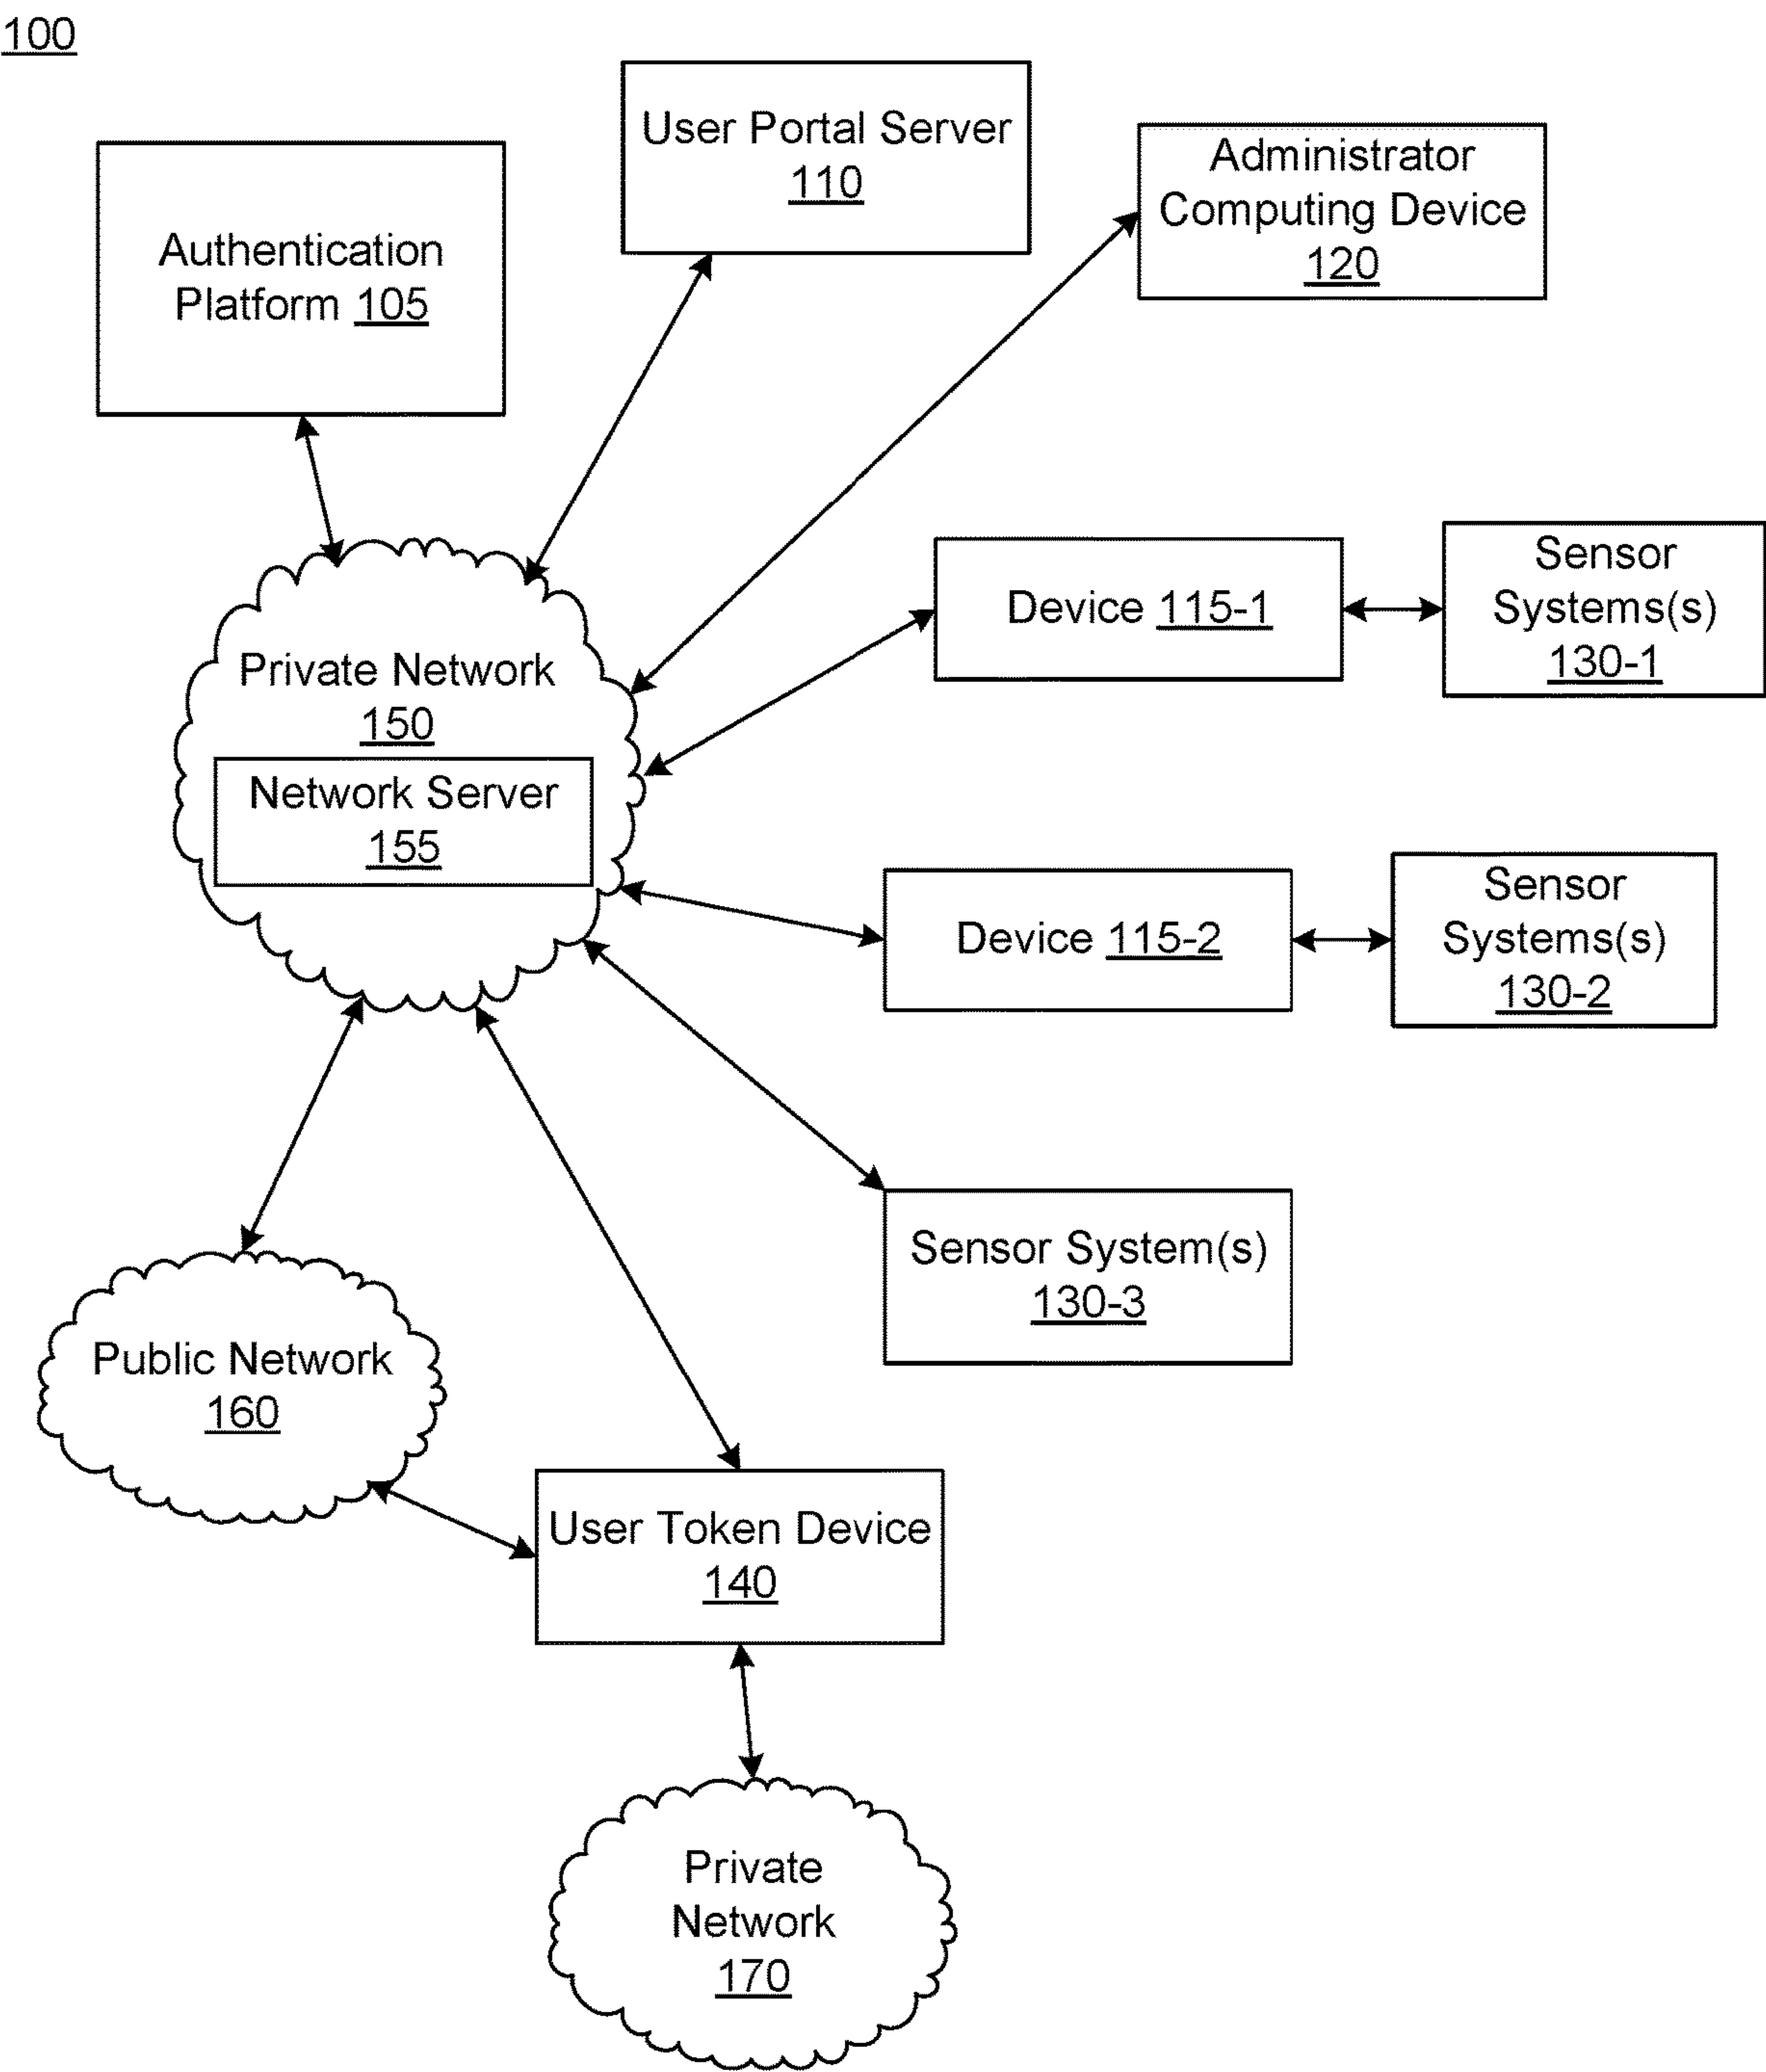 100
User Portal Server
110
Administrator
Computing Device
120
Authentication
Platform 105
Device 115-1
Sensor
Systems(s)
130-1
Private Network
150
Network Server
155
Device 115-2
Sensor
Systems(s)
130-2
Sensor System(s)
130-3
Public Network
160
User Token Device
140
Private
Network
170